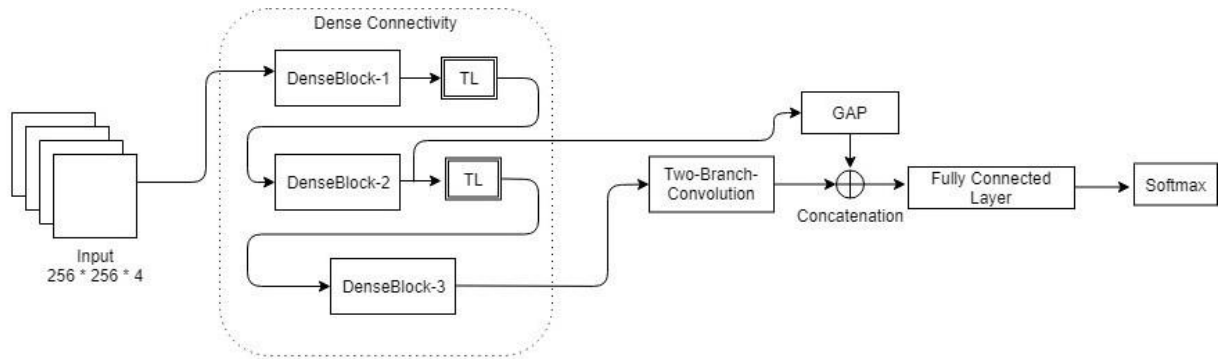 Dense Connectivity
DenseBlock-1
TL
GAP
DenseBlock-2
TL
Two-Branch-
Convolution
Concatenation
Fully Connected
Layer
Softmax
Input
256 * 256 * 4
DenseBlock-3